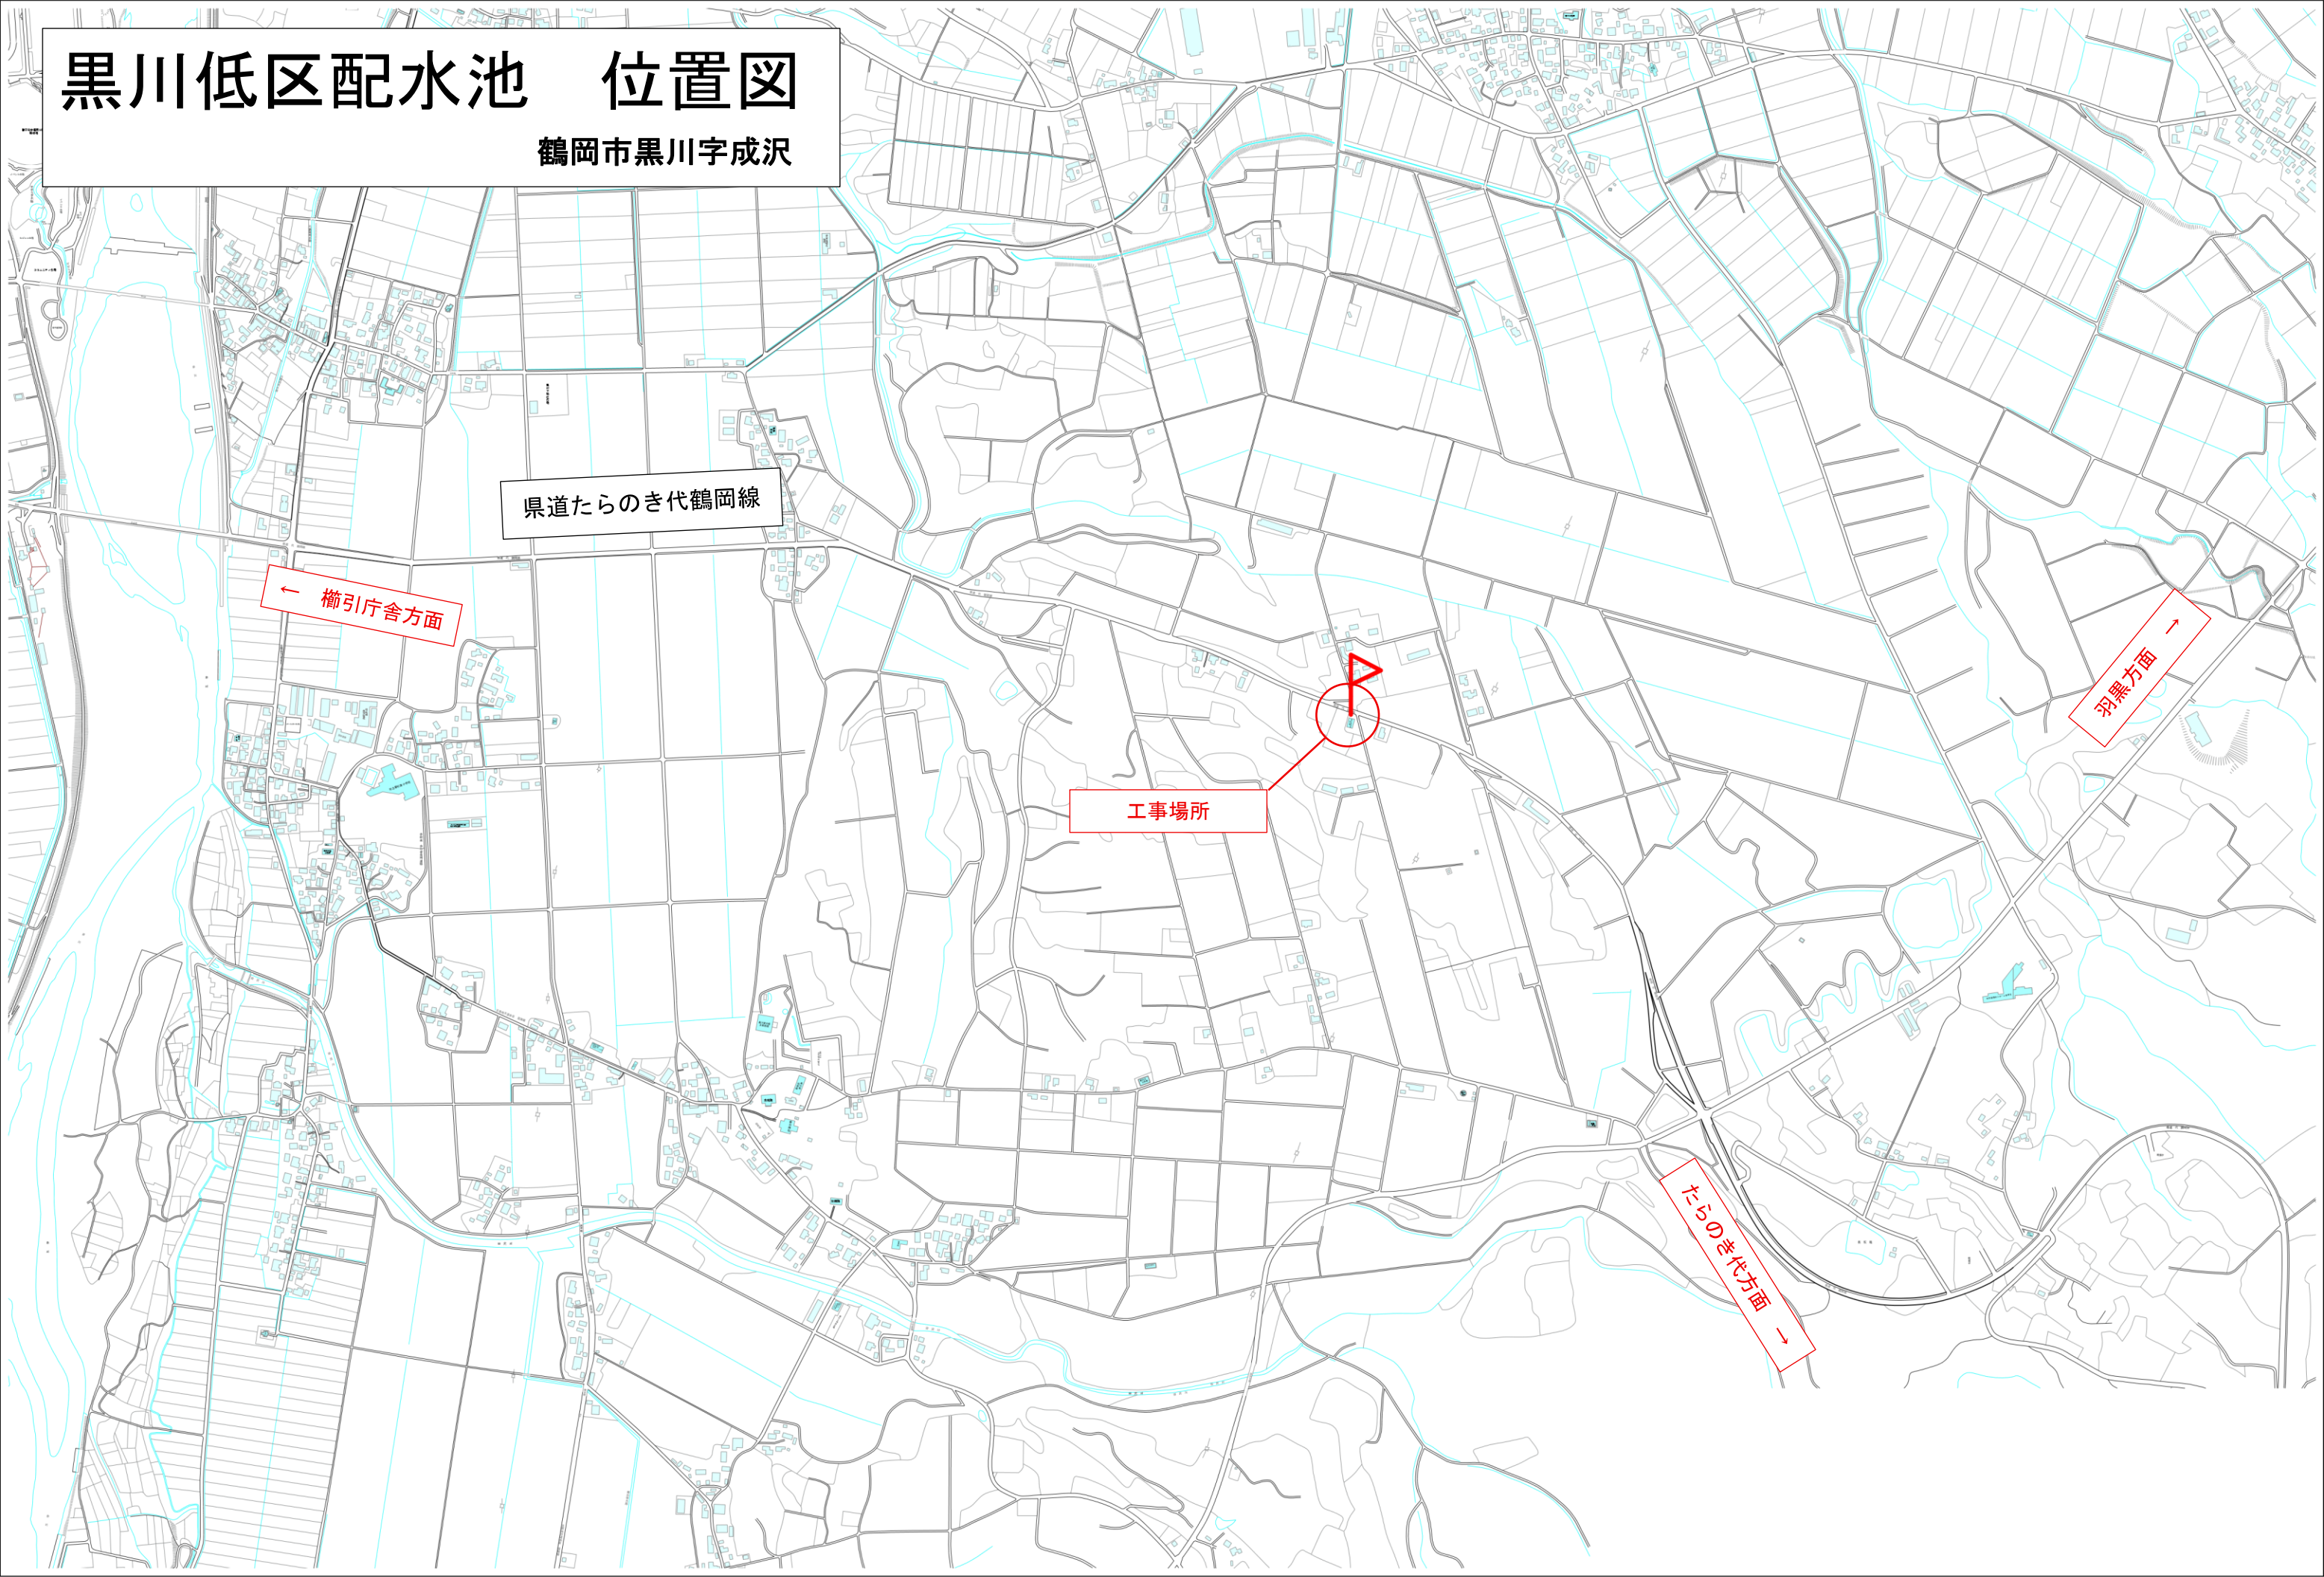 黒川低区配水池　位置図
鶴岡市黒川字成沢
県道たらのき代鶴岡線
←　櫛引庁舎方面
羽黒方面　→
工事場所
たらのき代方面　→